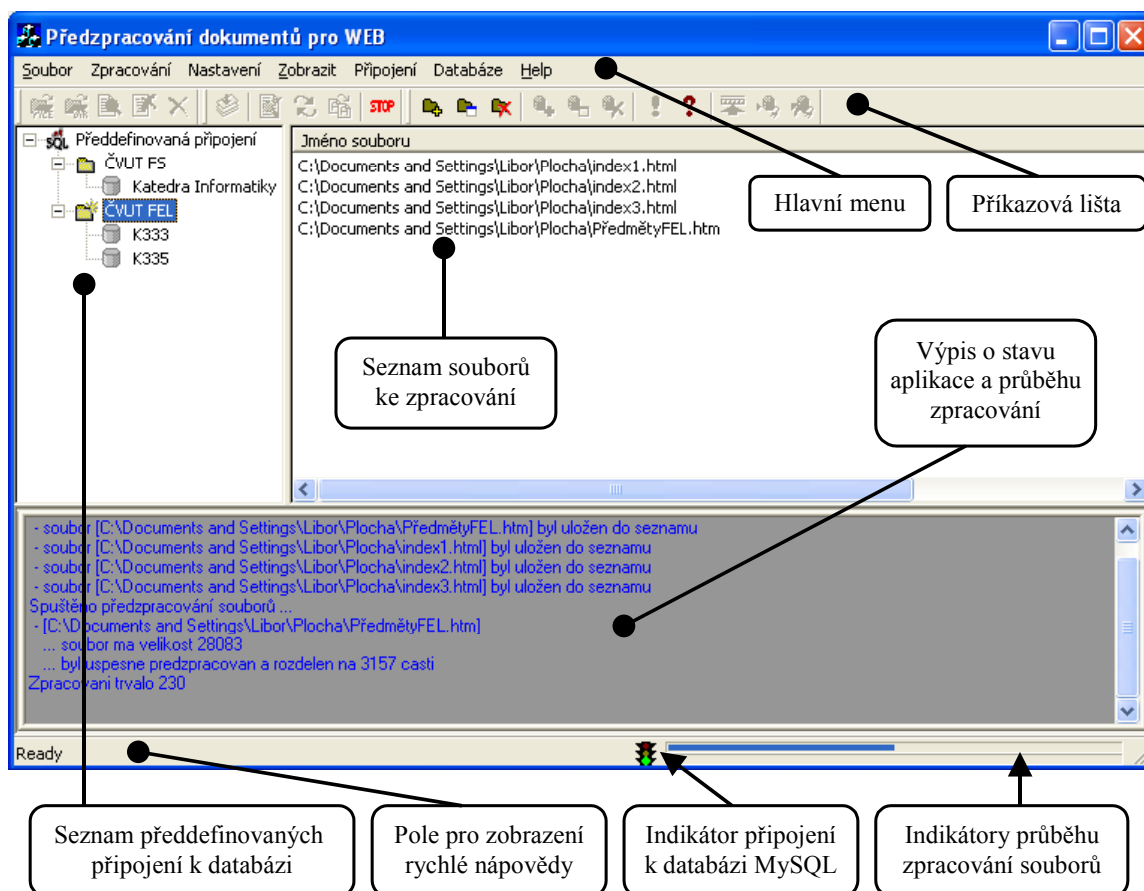 Předzpracování dokumentů pro WEB
Soubor Zpracování Nastavení Zobrazit Připojení Databáze Help
STOP
SQL Předdefinovaná připojení
ČVUT FS
Katedra Informatiky
ČVUT FEL
K333
K335
Jméno souboru
C:\Documents and Settings\Libor\Plocha\index1.html
C:\Documents and Settings\Libor\Plocha\index2.html
C:\Documents and Settings\Libor\Plocha\index3.html
C:\Documents and Settings\Libor\Plocha\PředmětyFEL.htm
Hlavní menu
Příkazová lišta
Seznam souborů
ke zpracování
Výpis o stavu
aplikace a průběhu
zpracování
- soubor [C:\Documents and Settings\Libor\Plocha\PředmětyFEL.htm] byl uložen do seznamu
- soubor [C:\Documents and Settings\Libor\Plocha\index1.html] byl uložen do seznamu
- soubor [C:\Documents and Settings\Libor\Plocha\index2.html] byl uložen do seznamu
- soubor [C:\Documents and Settings\Libor\Plocha\index3.html] byl uložen do seznamu
Spuštěno předzpracování souborů ...
- [C:\Documents and Settings\Libor\Plocha\PředmětyFEL.htm]
... soubor ma velikost 28083
... byl uspesne predzpracovan a rozdelen na 3157 casti
Zpracovani trvalo 230
Ready
Seznam předdefinovaných
připojení k databázi
Pole pro zobrazení
rychlé nápovědy
Indikátor připojení
k databázi MySQL
Indikátory průběhu
zpracování souborů